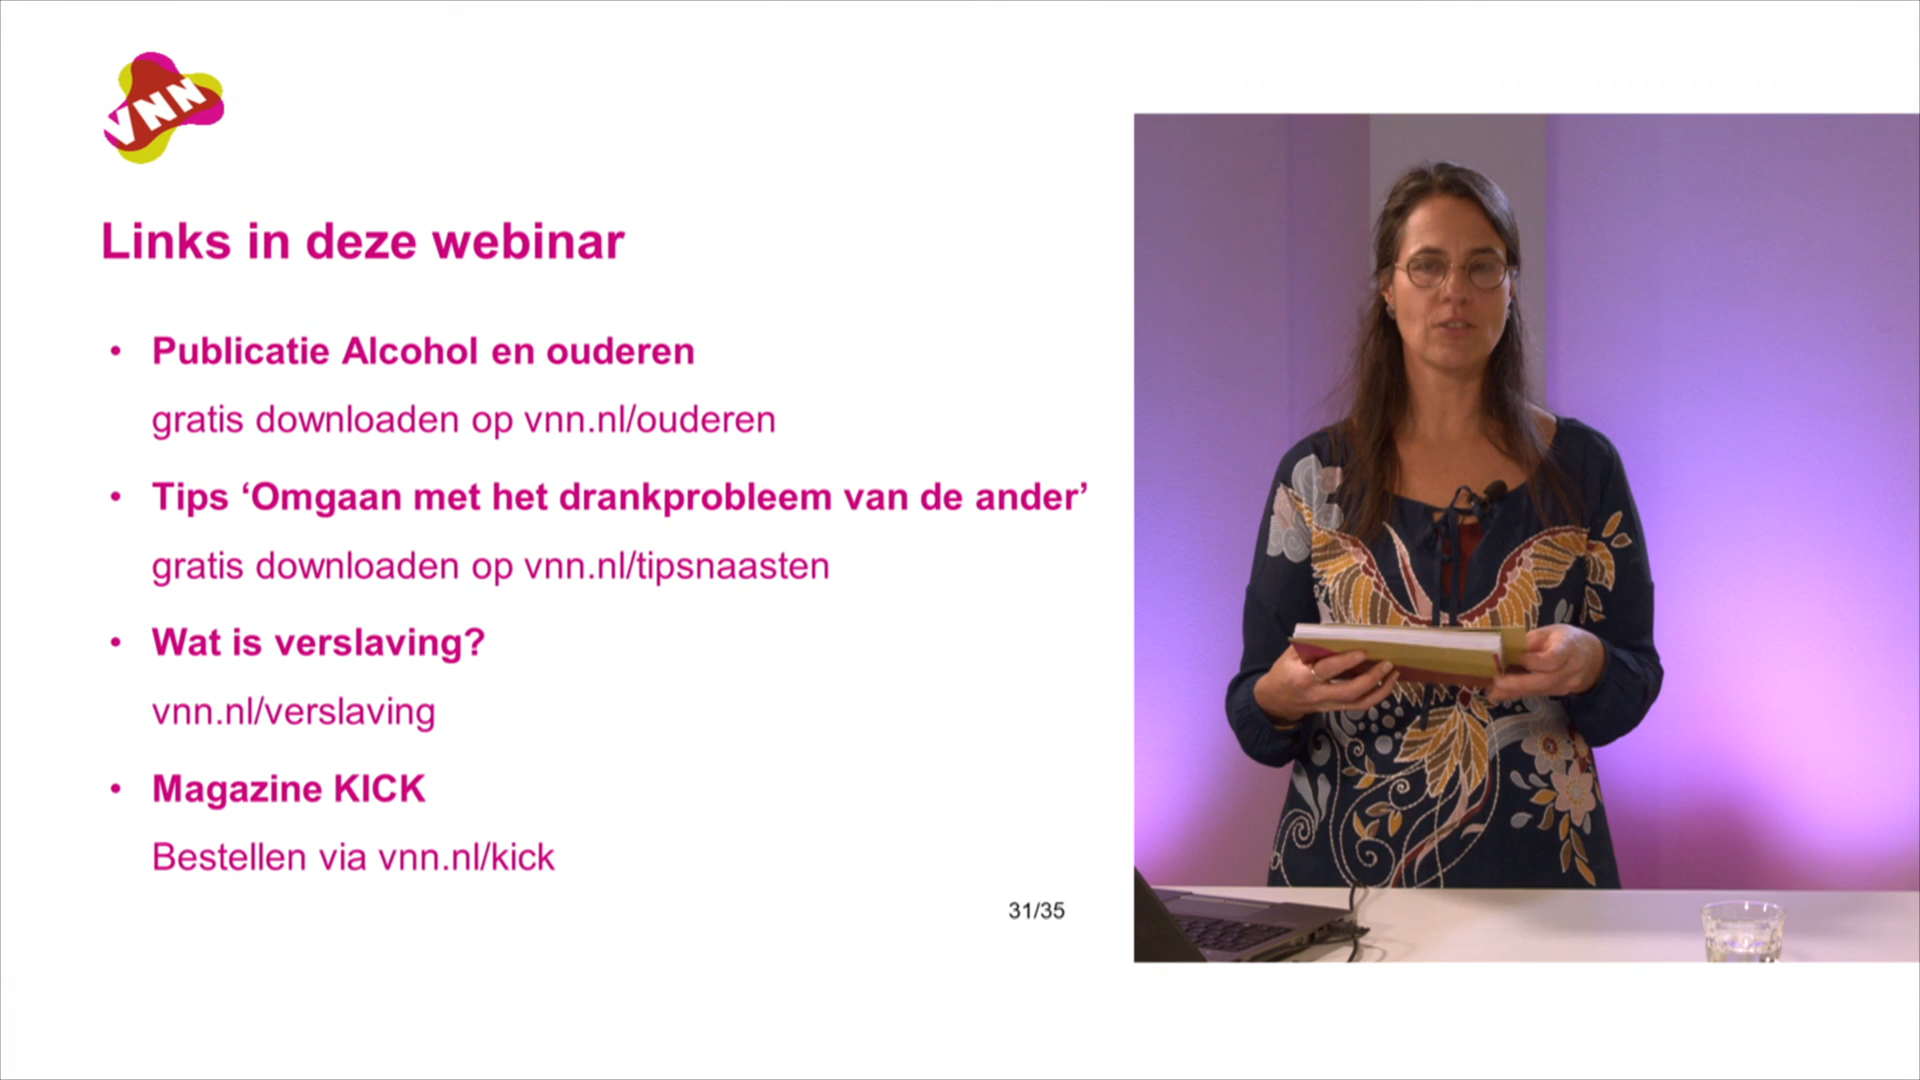 VNN
Links in deze webinar
• Publicatie Alcohol en ouderen
gratis downloaden op vnn.nl/ouderen
• Tips ‘Omgaan met het drankprobleem van de ander’
gratis downloaden op vnn.nl/tipsnaasten
• Wat is verslaving?
vnn.nl/verslaving
• Magazine KICK
Bestellen via vnn.nl/kick
31/35